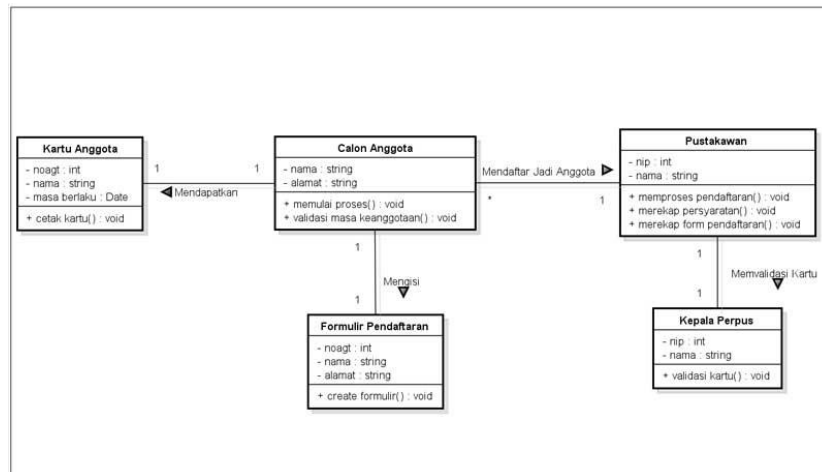 Kartu Anggota
- noagt : int
- nama : string
- masa berlaku : Date
+ cetak kartu() : void
1
1
Mendapatkan
Calon Anggota
- nama : string
- alamat : string
+ memulai proses() : void
+ validasi masa keanggotaan() : void
Mendaftar Jadi Anggota
*
1
Pustakawan
- nip : int
- nama : string
+ memproses pendaftaran() : void
+ merekap persyaratan() : void
+ merekap form pendaftaran() : void
1
Mengisi
1
Formulir Pendaftaran
- noagt : int
- nama : string
- alamat : string
+ create formulir() : void
1
Memvalidasi Kartu
1
Kepala Perpus
- nip : int
- nama : string
+ validasi kartu() : void